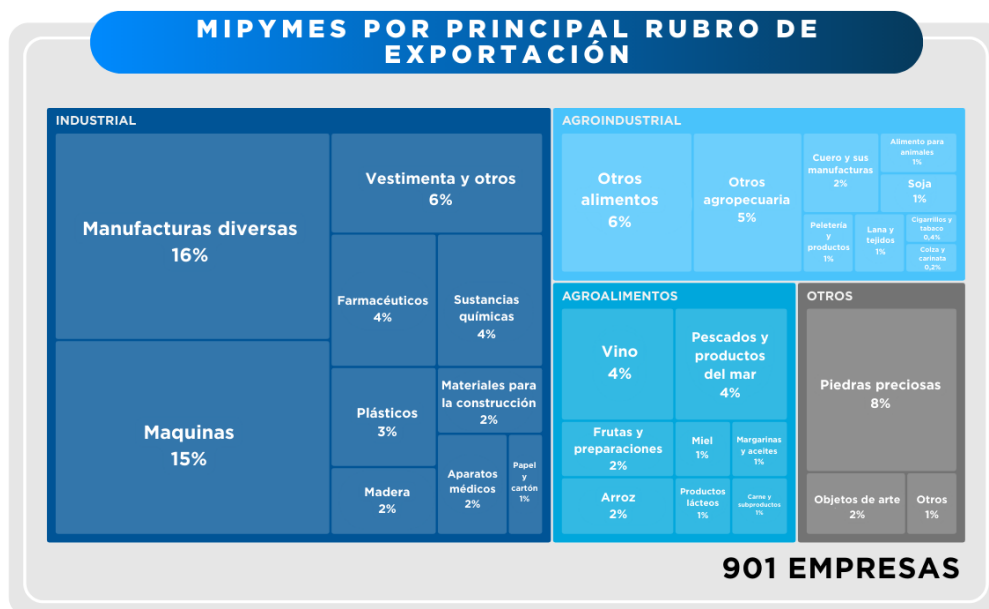 MIPYMES POR PRINCIPAL RUBRO DE
EXPORTACIÓN
INDUSTRIAL
Manufacturas diversas
16%
Maquinas
15%
Vestimenta y otros
6%
Farmacéuticos
4%
Sustancias
químicas
4%
Plásticos
3%
Materiales para
la construcción
2%
Madera
2%
Aparatos
médicos
2%
Papel
y
cartón
1%
AGROINDUSTRIAL
Otros
alimentos
6%
Otros
agropecuaria
5%
Cuero y sus
manufacturas
2%
Alimento para
animales
1%
Soja
1%
Peletería
y
productos
1%
Lana y
tejidos
1%
Cigarrillos y
tabaco
0,4%
Colza y
carinata
0,2%
AGROALIMENTOS
Vino
4%
Pescados y
productos
del mar
4%
Frutas y
preparaciones
2%
Miel
1%
Margarinas
y aceites
1%
Arroz
2%
Productos
lácteos
1%
Carne y
subproductos
1%
OTROS
Piedras preciosas
8%
Objetos de arte
2%
Otros
1%
901 EMPRESAS